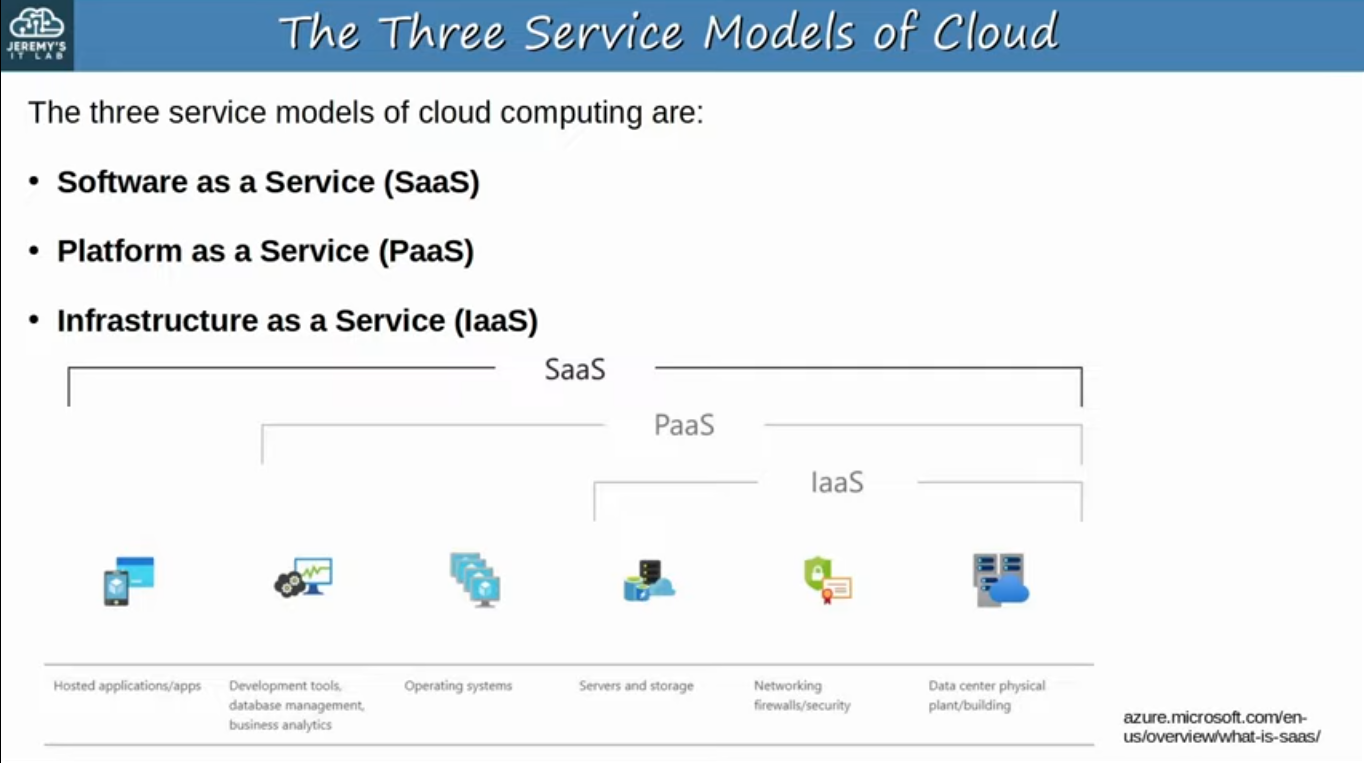 JEREMY'S
IT LAB
The Three Service Models of Cloud
The three service models of cloud computing are:
• Software as a Service (SaaS)
• Platform as a Service (PaaS)
• Infrastructure as a Service (IaaS)
SaaS
PaaS
IaaS
Hosted applications/apps
Development tools,
database management,
business analytics
Operating systems
Servers and storage
Networking
firewalls/security
Data center physical
plant/building
azure.microsoft.com/en-
us/overview/what-is-saas/